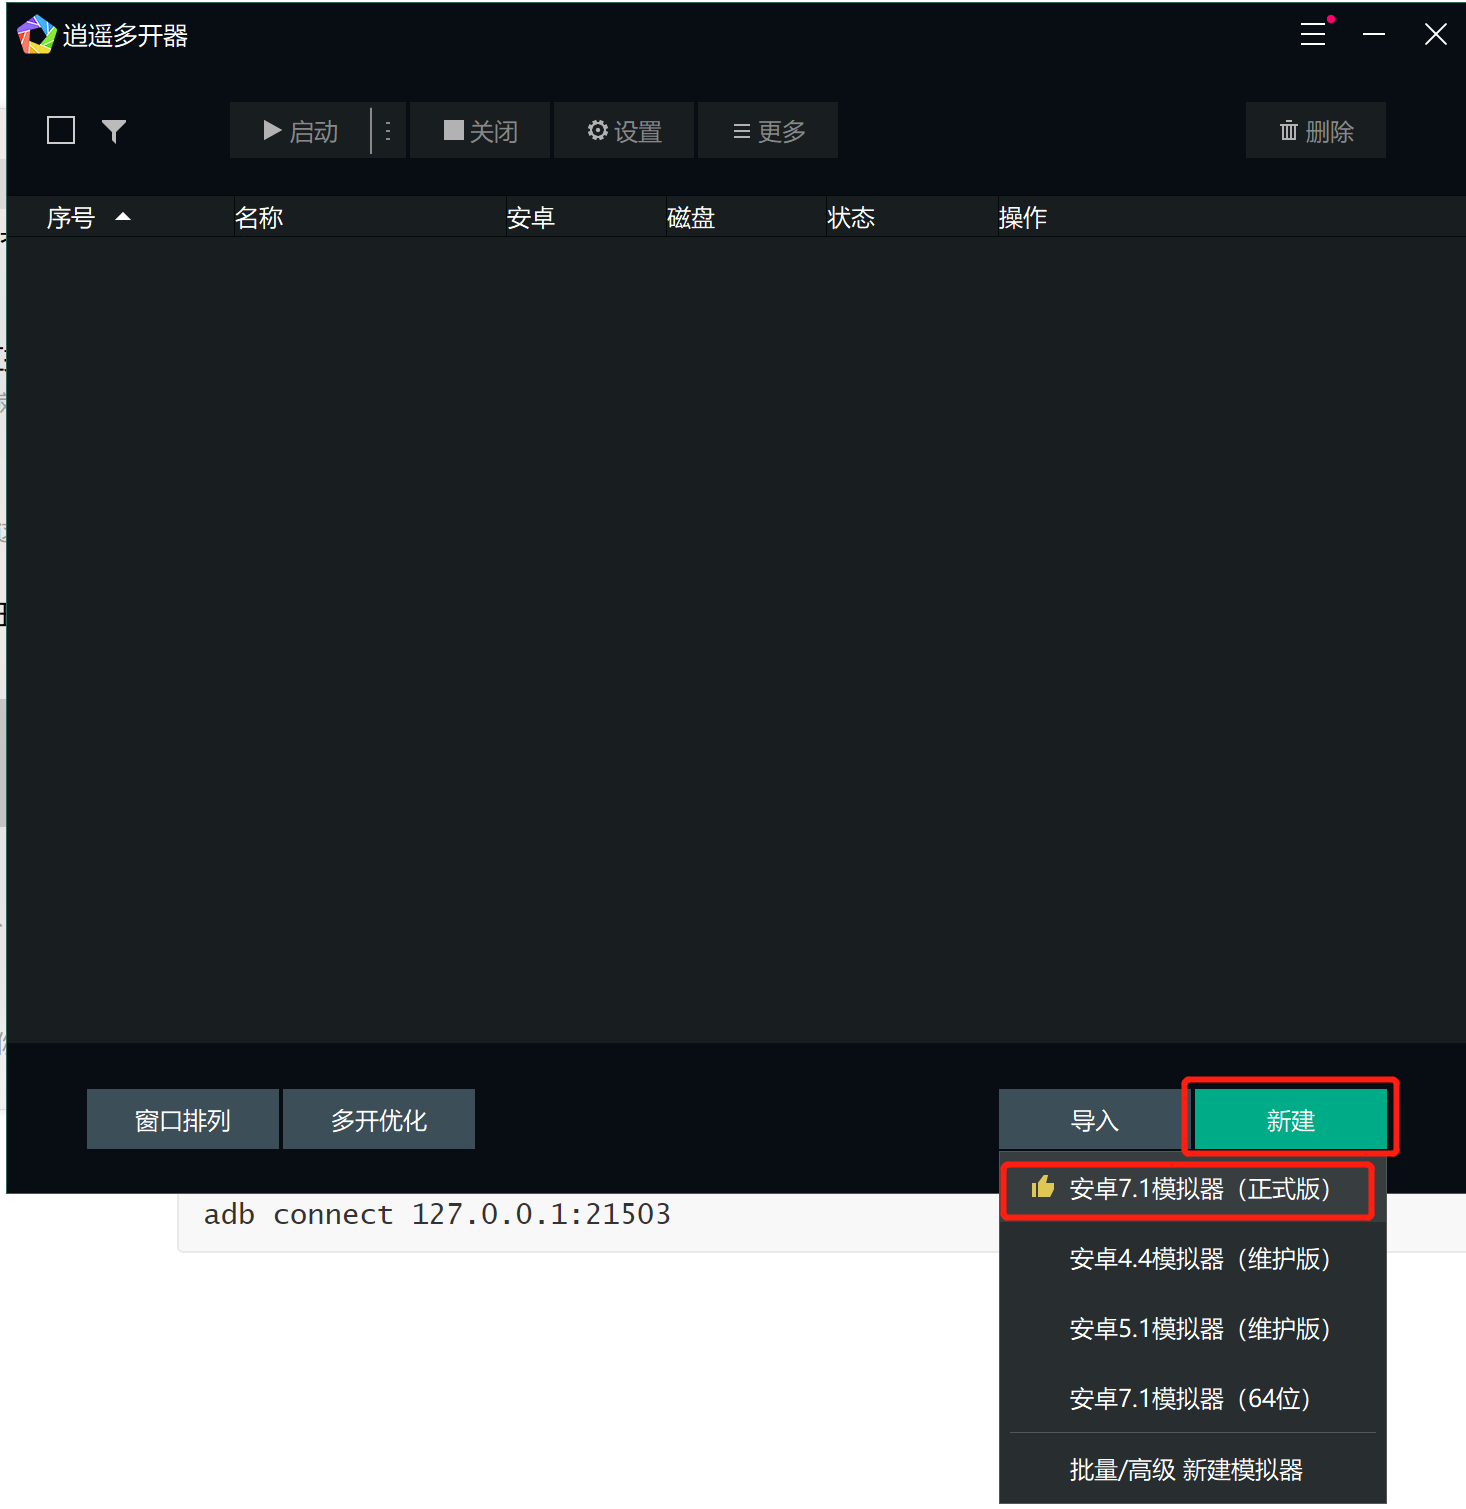 逍遥多开器
启动
关闭
设置
更多
删除
序号
名称
安卓
磁盘
状态
操作
窗口排列
多开优化
导入
新建
安卓7.1模拟器（正式版）
adb connect 127.0.0.1:21503
安卓4.4模拟器（维护版）
安卓5.1模拟器（维护版）
安卓7.1模拟器（64位）
批量/高级 新建模拟器